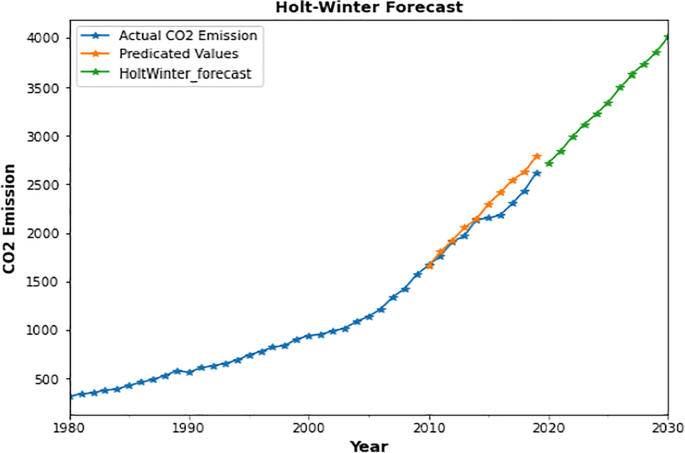 Holt-Winter Forecast
Actual CO2 Emission
Predicated Values
HoltWinter_forecast
4000
3500
3000
2500
2000
1500
1000
500
CO2 Emission
1980 1990 2000 2010 2020 2030
Year